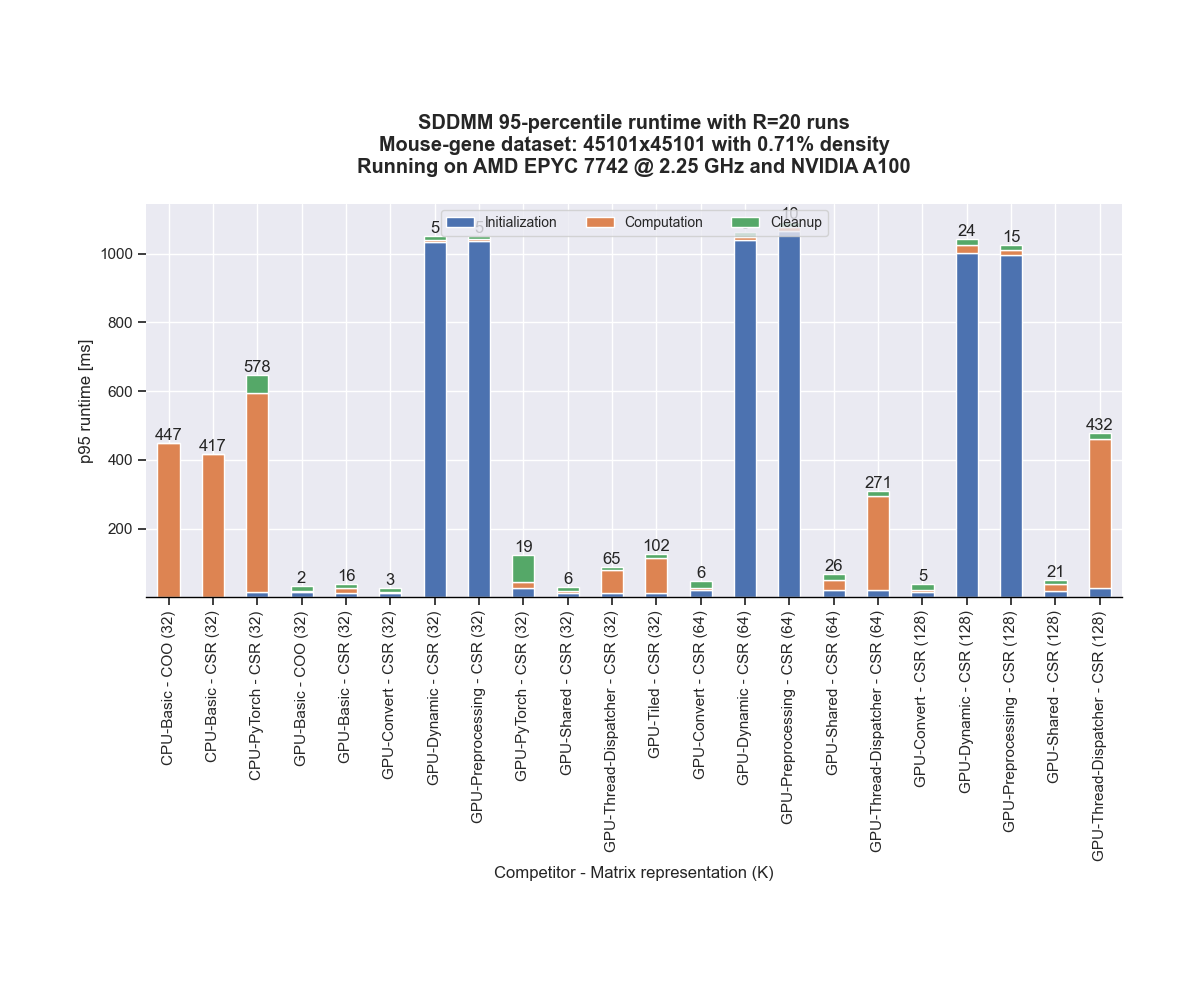 SDDMM 95-percentile runtime with R=20 runs
Mouse-gene dataset: 45101x45101 with 0.71% density
Running on AMD EPYC 7742 @ 2.25 GHz and NVIDIA A100
Initialization
Computation
Cleanup
p95 runtime [ms]
1000
800
600
400
200
447
417
578
2
16
3
5
5
19
6
65
102
6
10
26
271
5
24
15
21
432
CPU-Basic - COO (32)
CPU-Basic - CSR (32)
CPU-PyTorch - CSR (32)
GPU-Basic - COO (32)
GPU-Basic - CSR (32)
GPU-Convert - CSR (32)
GPU-Dynamic - CSR (32)
GPU-Preprocessing - CSR (32)
GPU-PyTorch - CSR (32)
GPU-Shared - CSR (32)
GPU-Thread-Dispatcher - CSR (32)
GPU-Tiled - CSR (32)
GPU-Convert - CSR (64)
GPU-Dynamic - CSR (64)
GPU-Preprocessing - CSR (64)
GPU-Shared - CSR (64)
GPU-Thread-Dispatcher - CSR (64)
GPU-Convert - CSR (128)
GPU-Dynamic - CSR (128)
GPU-Preprocessing - CSR (128)
GPU-Shared - CSR (128)
GPU-Thread-Dispatcher - CSR (128)
Competitor - Matrix representation (K)